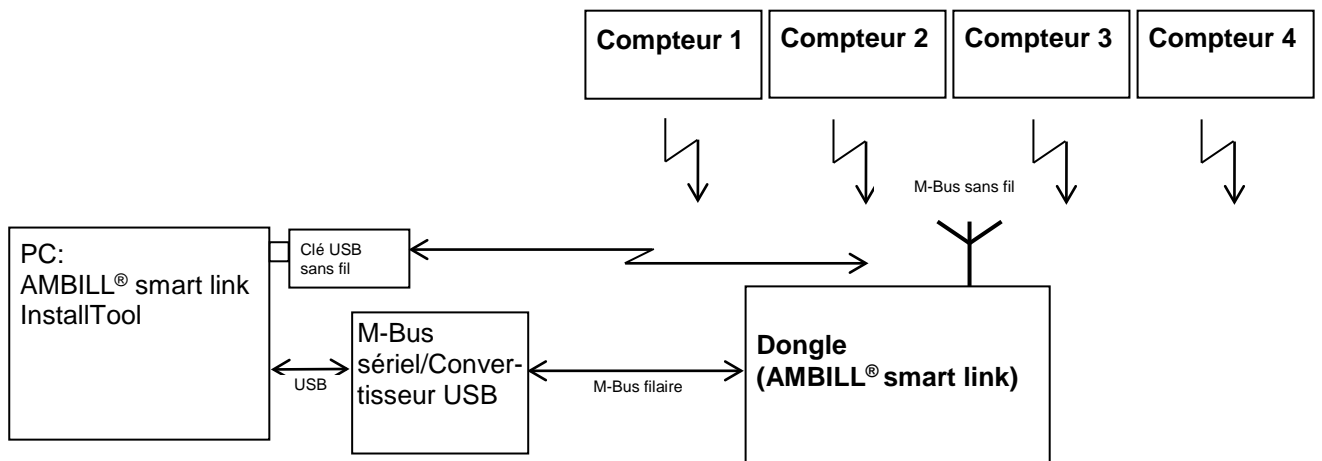 Compteur 1
Compteur 2
Compteur 3
Compteur 4
M-Bus sans fil
PC:
AMBILL® smart link
InstallTool
Clé USB
sans fil
USB
M-Bus
sériel/Conver-
tisseur USB
M-Bus filaire
Dongle
(AMBILL® smart link)